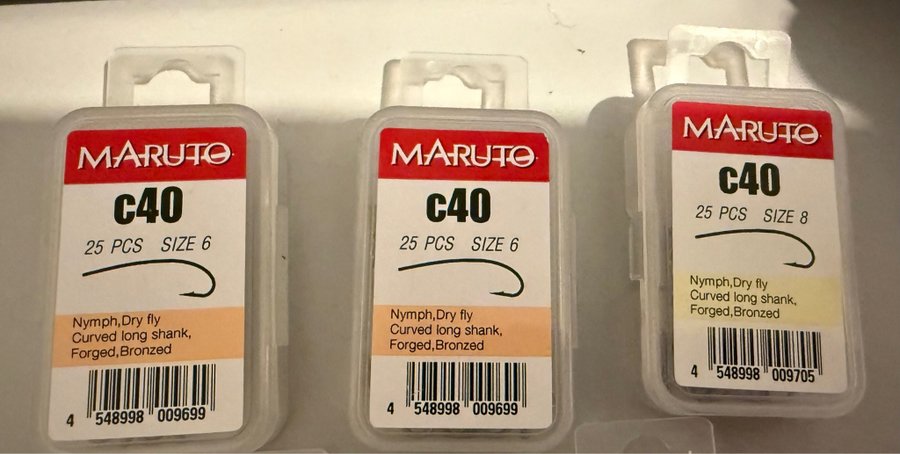 MARUTO
c40
25 PCS SIZE 6
Nymph,Dry fly
Curved long shank,
Forged,Bronzed
4 548998 009699
MARUTO
c40
25 PCS SIZE 6
Nymph,Dry fly
Curved long shank,
Forged,Bronzed
4 548998 009699
MARUTO
c40
25 PCS SIZE 8
Nymph,Dry fly
Curved long shank,
Forged,Bronzed
4 548998 009705